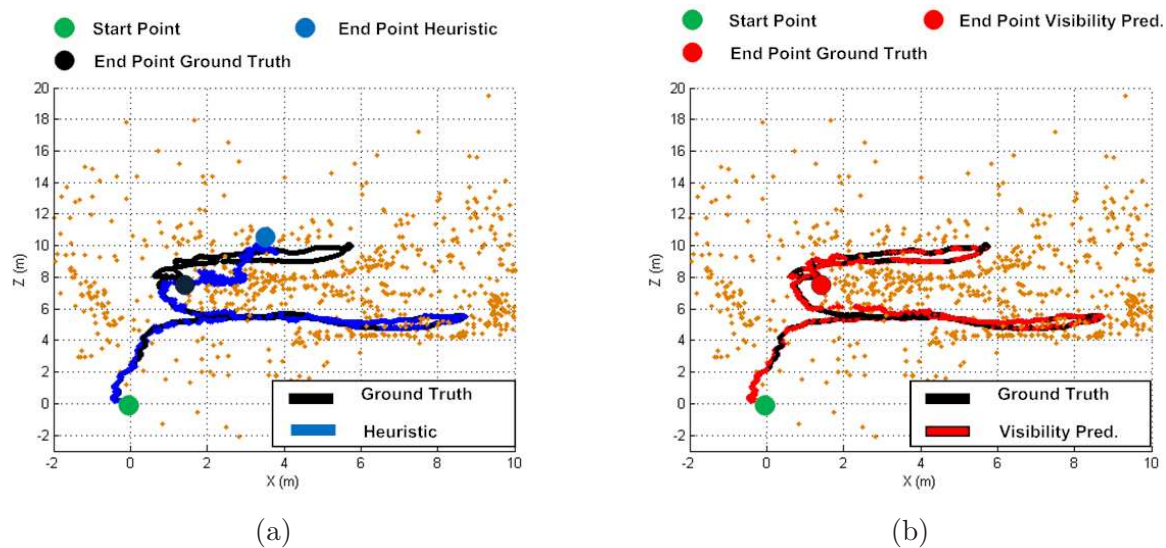 Start Point
End Point Heuristic
End Point Ground Truth
20
18
16
14
12
10
8
6
4
2
0
-2
Z (m)
-2
0
2
4
6
8
10
X (m)
Ground Truth
Heuristic
(a)
Start Point
End Point Visibility Pred.
End Point Ground Truth
20
18
16
14
12
10
8
6
4
2
0
-2
Z (m)
-2
0
2
4
6
8
10
X (m)
Ground Truth
Visibility Pred.
(b)